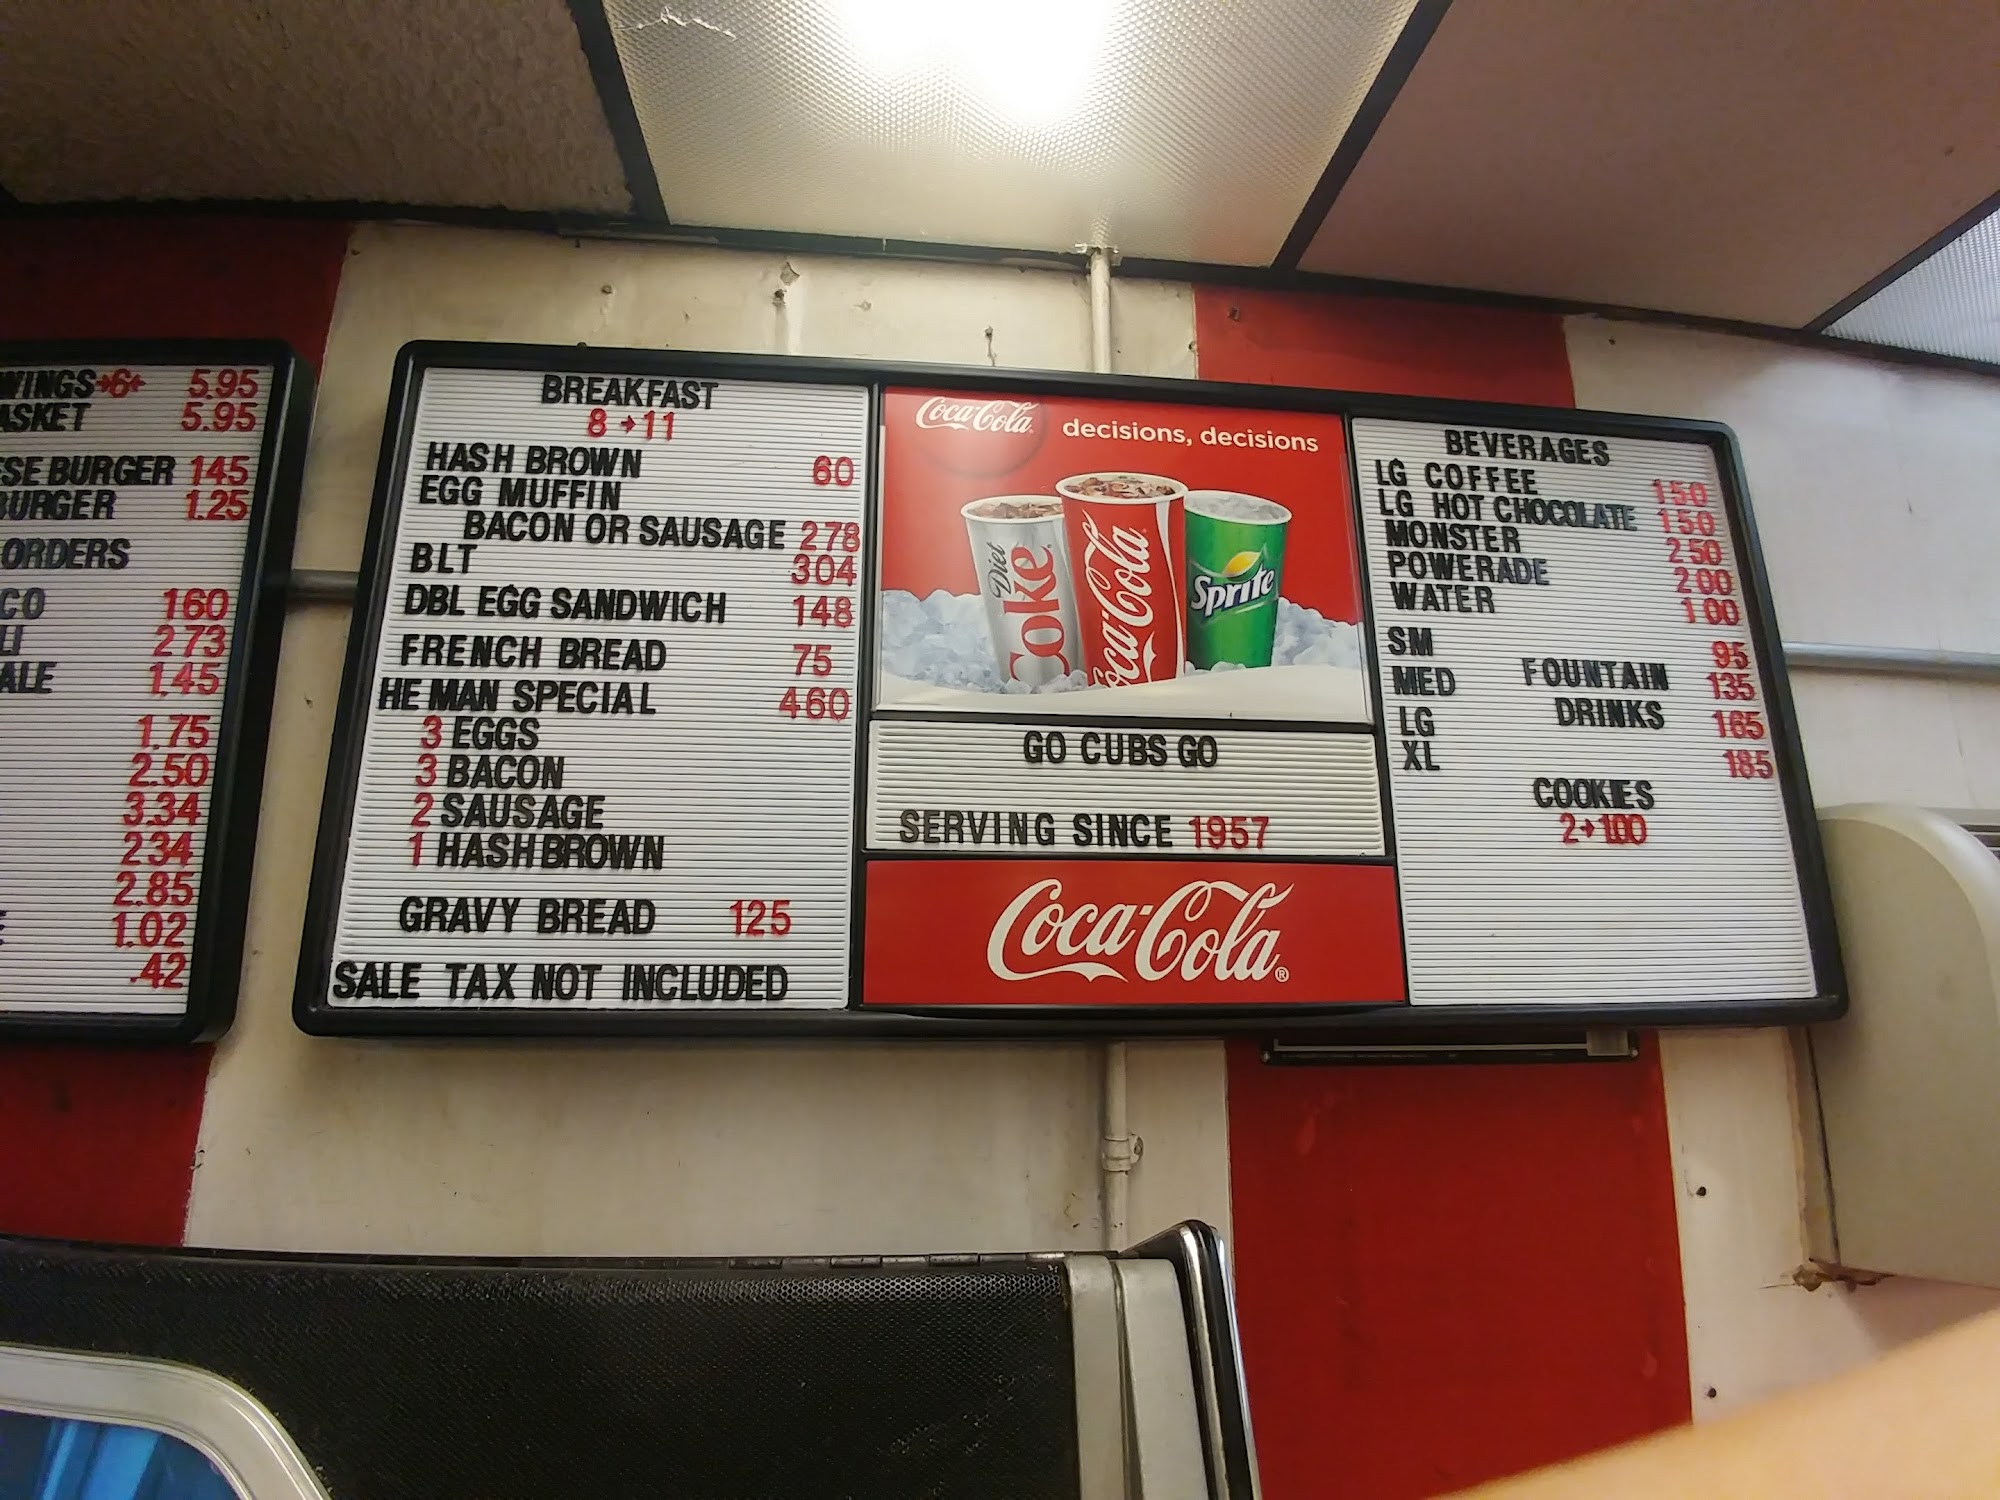 WINGS→6← 5.95
ASKET 5.95
ESE BURGER 145
BURGER 1.25
ORDERS
CO 160
LI 273
ALE 1.45
1.75
2.50
3.34
234
2.85
E 1.02
.42
BREAKFAST
8→11
HASH BROWN 60
EGG MUFFIN
BACON OR SAUSAGE 278
BLT 304
DBL EGG SANDWICH 148
FRENCH BREAD 75
HE MAN SPECIAL 460
3 EGGS
3 BACON
2 SAUSAGE
1 HASHBROWN
GRAVY BREAD 125
SALE TAX NOT INCLUDED
Coca-Cola
decisions, decisions
Diet Coke
Coca-Cola
Sprite
GO CUBS GO
SERVING SINCE 1957
Coca-Cola®
BEVERAGES
LG COFFEE 150
LG HOT CHOCOLATE 150
MONSTER 2.50
POWERADE 200
WATER 100
SM 95
MED FOUNTAIN 135
LG DRINKS 165
XL 185
COOKIES
2→1.00